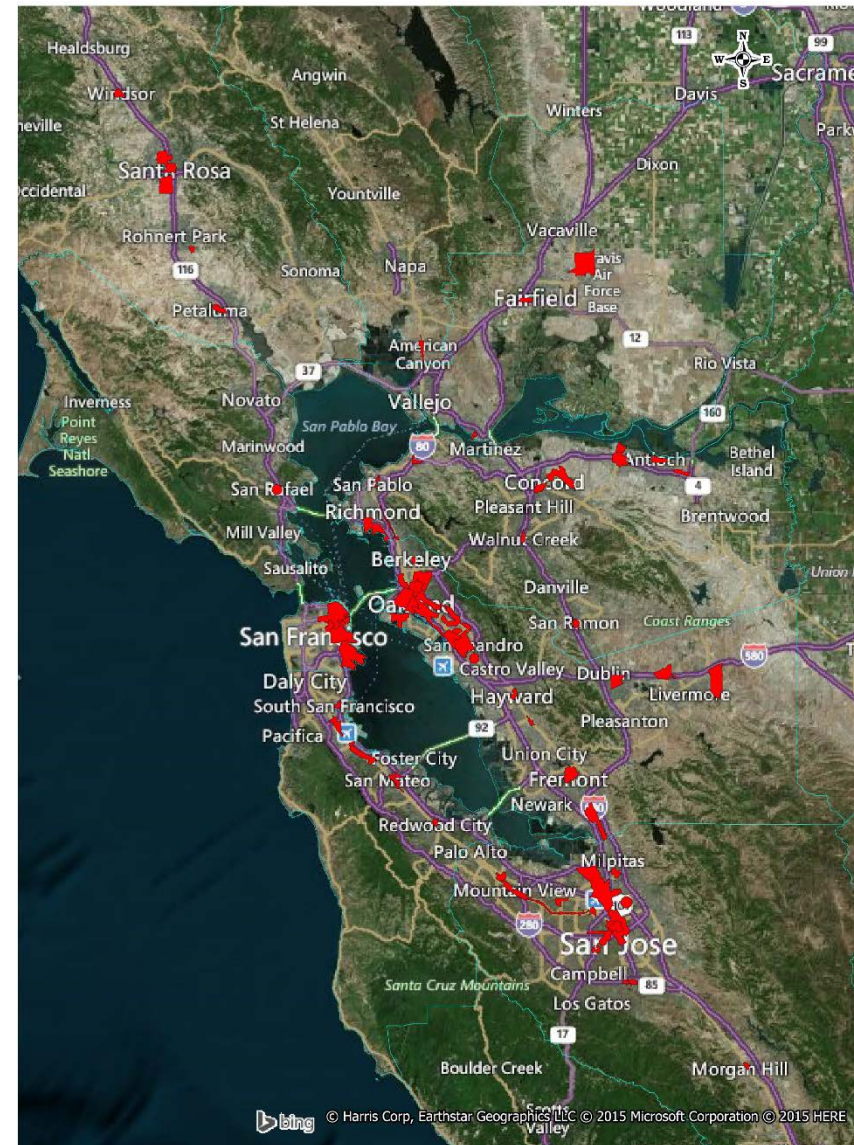 Woodland
113
N
W E
S
99
Healdsburg
Angwin
Sacrame
Windsor
Davis
Winters
St Helena
neville
Park
Dixon
Santa Rosa
Occidental
Yountville
Vacaville
Rohnert Park
Travis
Air
Force
Base
Napa
Sonoma
116
Fairfield
Petaluma
12
American
Canyon
Rio Vista
37
Inverness
Novato
Vallejo
160
Point
Reyes
Natl
Seashore
San Pablo Bay
Marinwood
80
Martinez
Antioch
Bethel
Island
San Rafael
San Pablo
Concord
4
Pleasant Hill
Richmond
Brentwood
Mill Valley
Walnut Creek
Berkeley
Sausalito
Danville
Union
Oakland
San Ramon
Coast Ranges
San Francisco
San Leandro
580
Castro Valley
Dublin
Daly City
Hayward
Livermore
South San Francisco
Pleasanton
92
Pacifica
Union City
Foster City
Fremont
San Mateo
Newark
Redwood City
Palo Alto
Milpitas
Mountain View
280
San Jose
Campbell
Santa Cruz Mountains
85
Los Gatos
17
Boulder Creek
Morgan Hill
Scotts
Valley
bing
© Harris Corp, Earthstar Geographics LLC © 2015 Microsoft Corporation © 2015 HERE